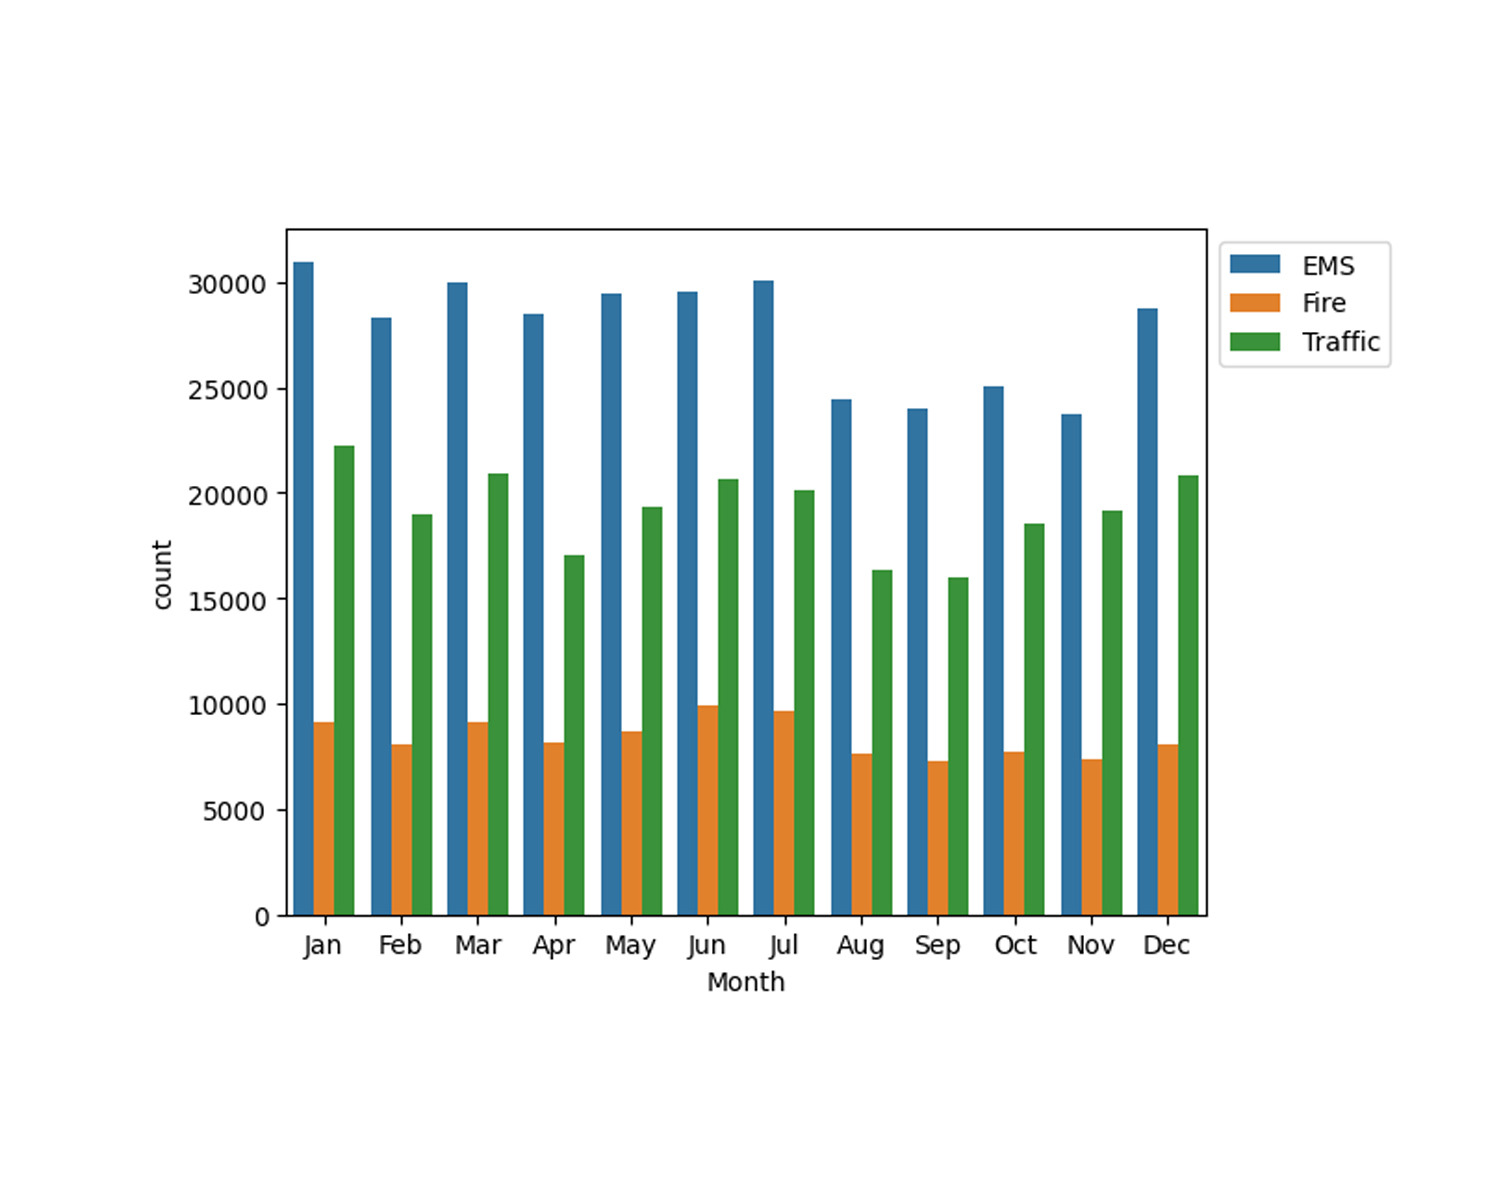 30000
25000
20000
15000
10000
5000
0
count
Jan Feb Mar Apr May Jun Jul Aug Sep Oct Nov Dec
Month
EMS
Fire
Traffic